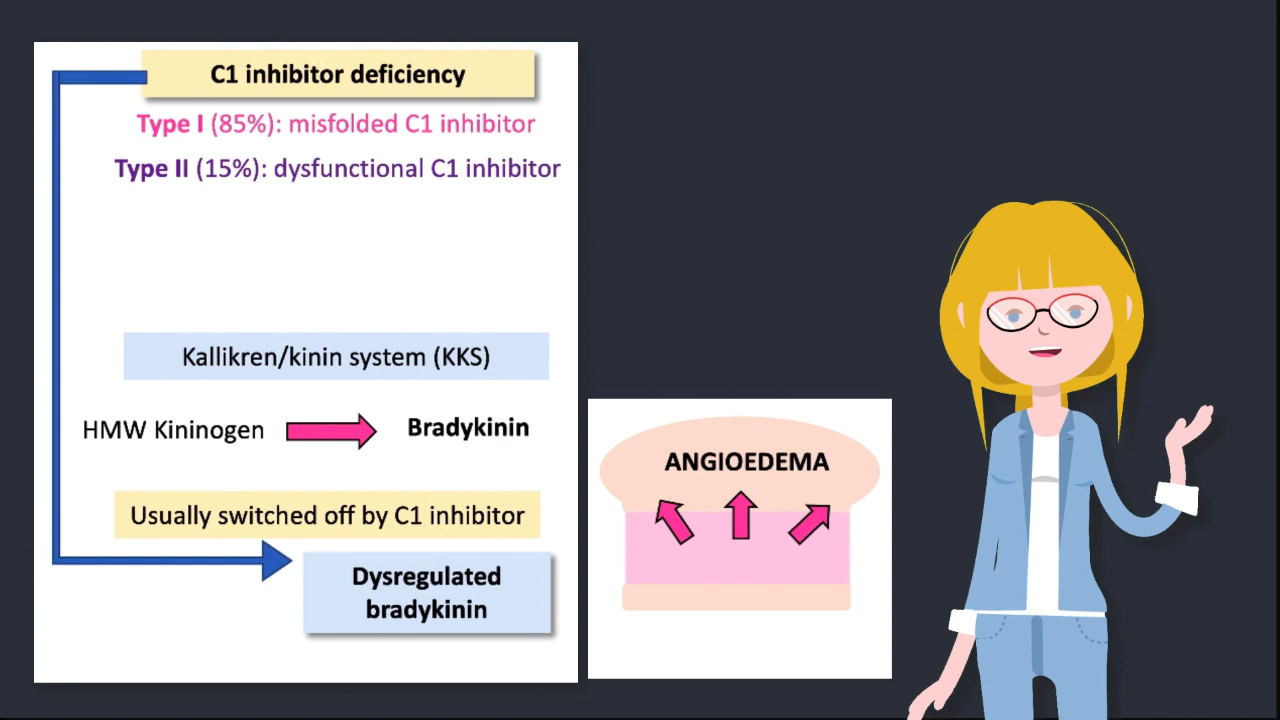 C1 inhibitor deficiency
Type I (85%): misfolded C1 inhibitor
Type II (15%): dysfunctional C1 inhibitor
Kallikren/kinin system (KKS)
HMW Kininogen
Bradykinin
Usually switched off by C1 inhibitor
Dysregulated
bradykinin
ANGIOEDEMA